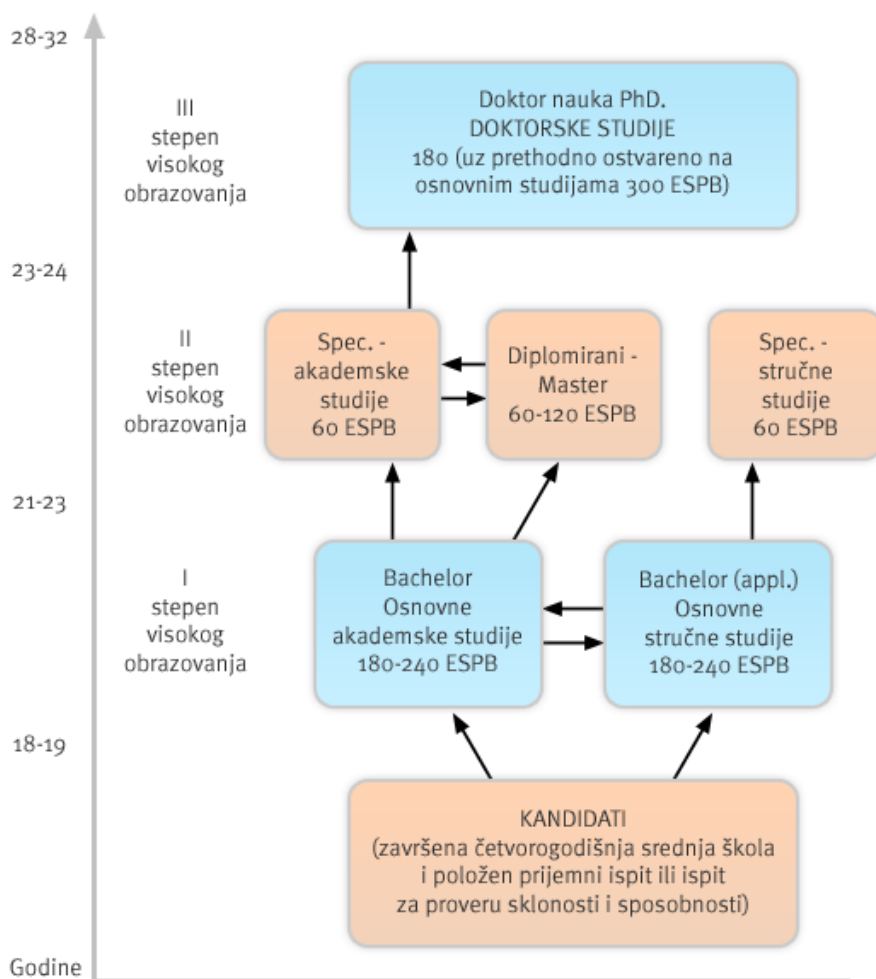 28-32
III
stepen
visokog
obrazovanja
Doktor nauka PhD.
DOKTORSKE STUDIJE
180 (uz prethodno ostvareno na
osnovnim studijama 300 ESPB)
23-24
II
stepen
visokog
obrazovanja
Spec. -
akademske
studije
60 ESPB
Diplomirani -
Master
60-120 ESPB
Spec. -
stručne
studije
60 ESPB
21-23
I
stepen
visokog
obrazovanja
Bachelor
Osnovne
akademske studije
180-240 ESPB
Bachelor (appl.)
Osnovne
stručne studije
180-240 ESPB
18-19
KANDIDATI
(završena četvorogodišnja srednja škola
i položen prijemni ispit ili ispit
za proveru sklonosti i sposobnosti)
Godine